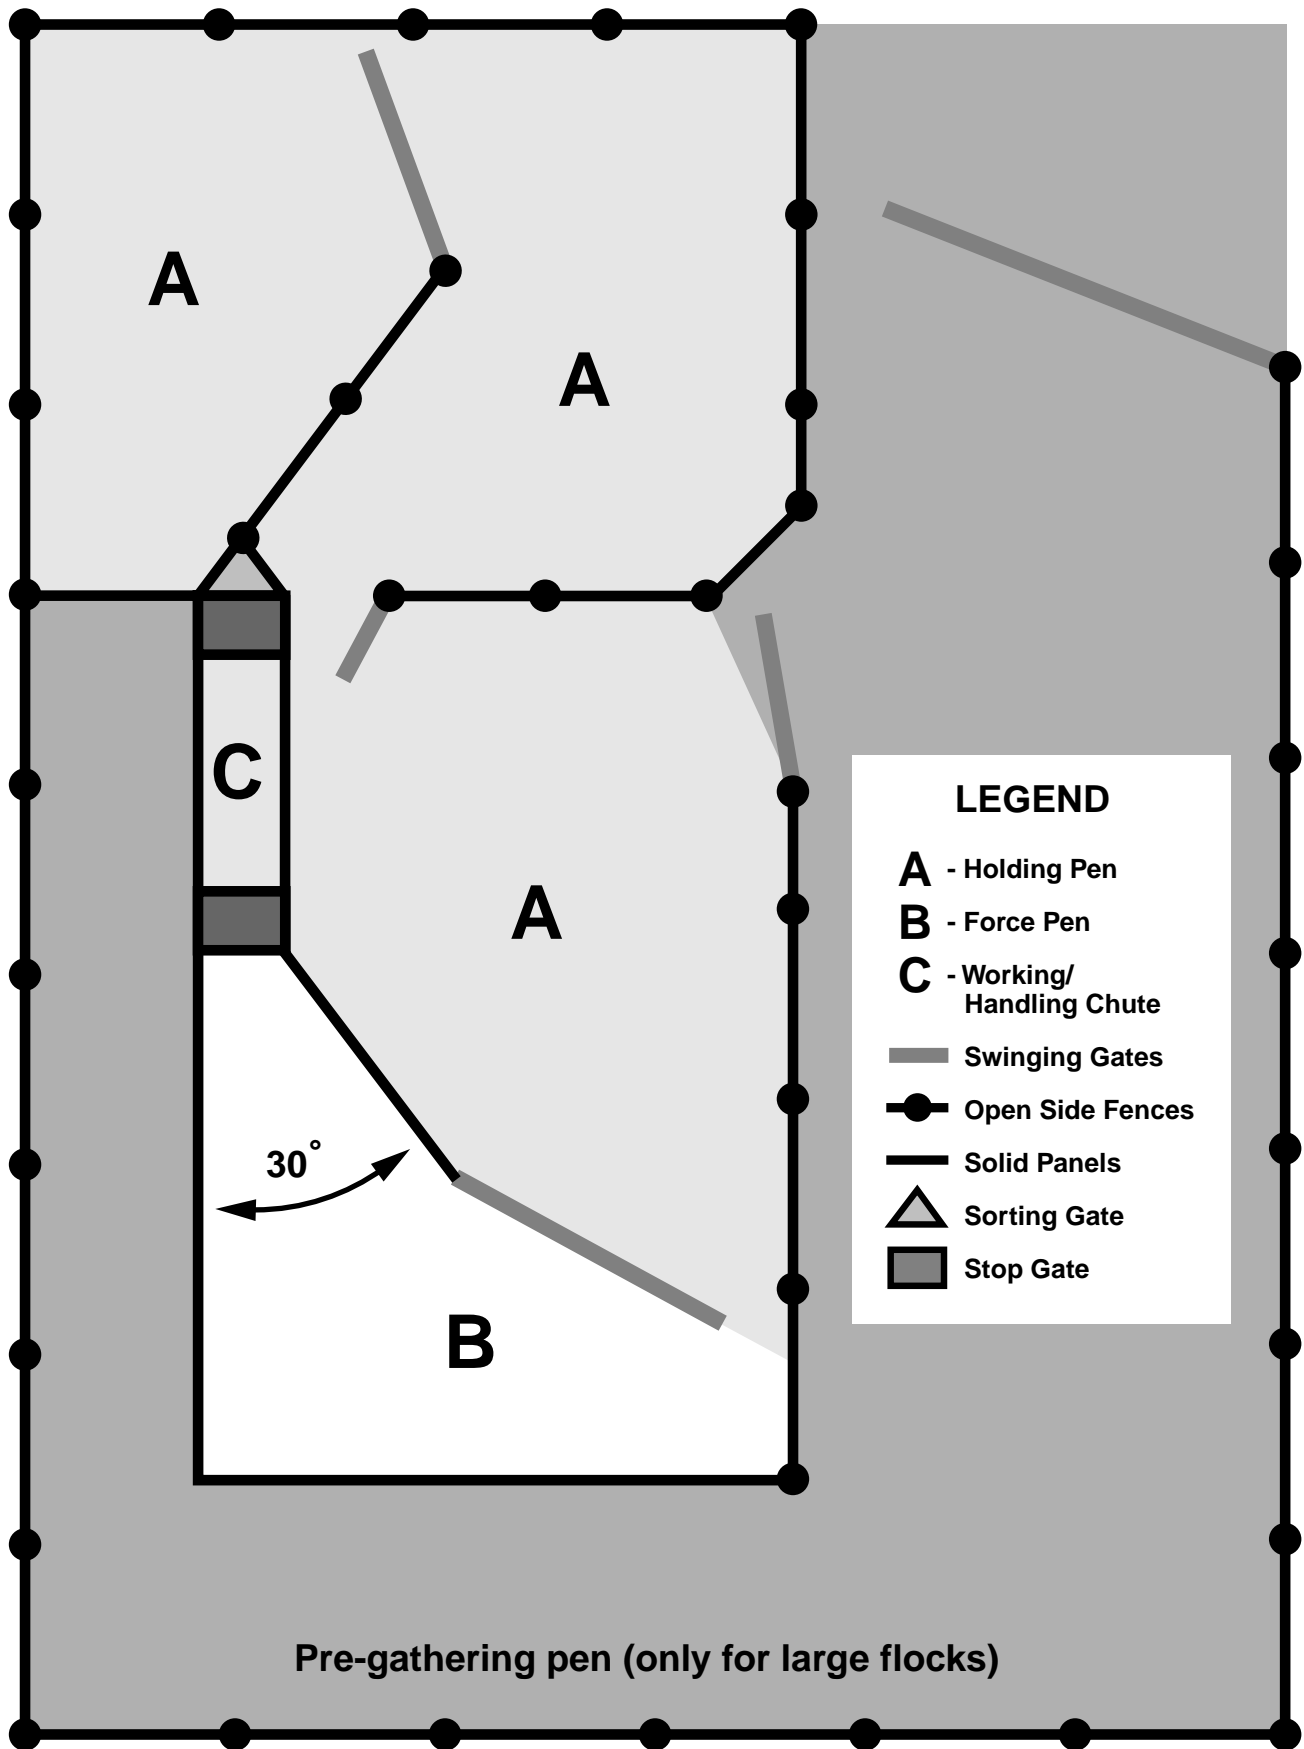 A
A
C
A
30°
B
LEGEND
A - Holding Pen
B - Force Pen
C - Working/
Handling Chute
Swinging Gates
Open Side Fences
Solid Panels
Sorting Gate
Stop Gate
Pre-gathering pen (only for large flocks)